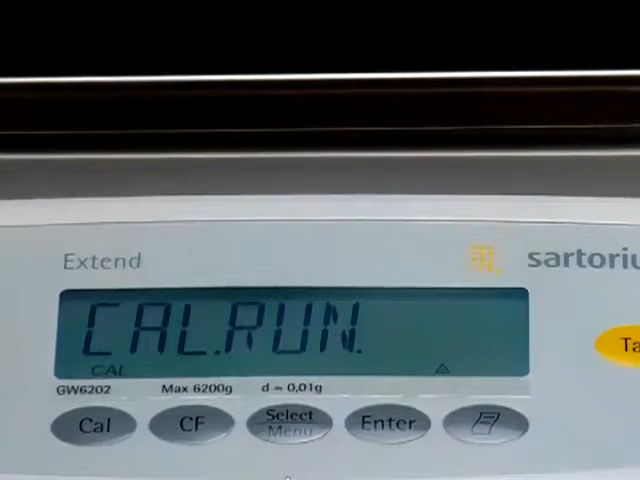 Extend
sartoriu
CAL.RUN.
CAL
GW6202 Max 6200g d = 0,01g
Ta
Cal CF Select Enter
Menu